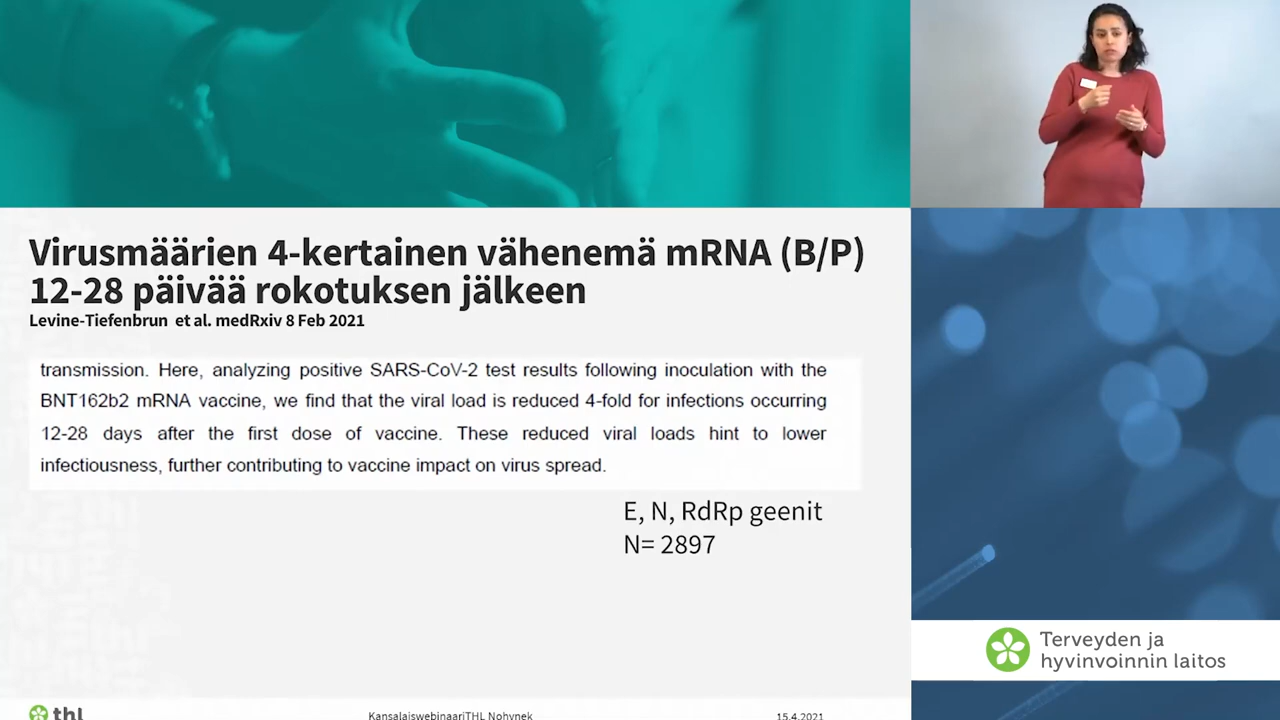 Virusmäärien 4-kertainen vähenemä mRNA (B/P)
12-28 päivää rokotuksen jälkeen
Levine-Tiefenbrun et al. medRxiv 8 Feb 2021
transmission. Here, analyzing positive SARS-CoV-2 test results following inoculation with the
BNT162b2 mRNA vaccine, we find that the viral load is reduced 4-fold for infections occurring
12-28 days after the first dose of vaccine. These reduced viral loads hint to lower
infectiousness, further contributing to vaccine impact on virus spread.
E, N, RdRp geenit
N= 2897
Terveyden ja
hyvinvoinnin laitos
thl
KansalaiswebinaariTHL Nohynek
15.4.2021